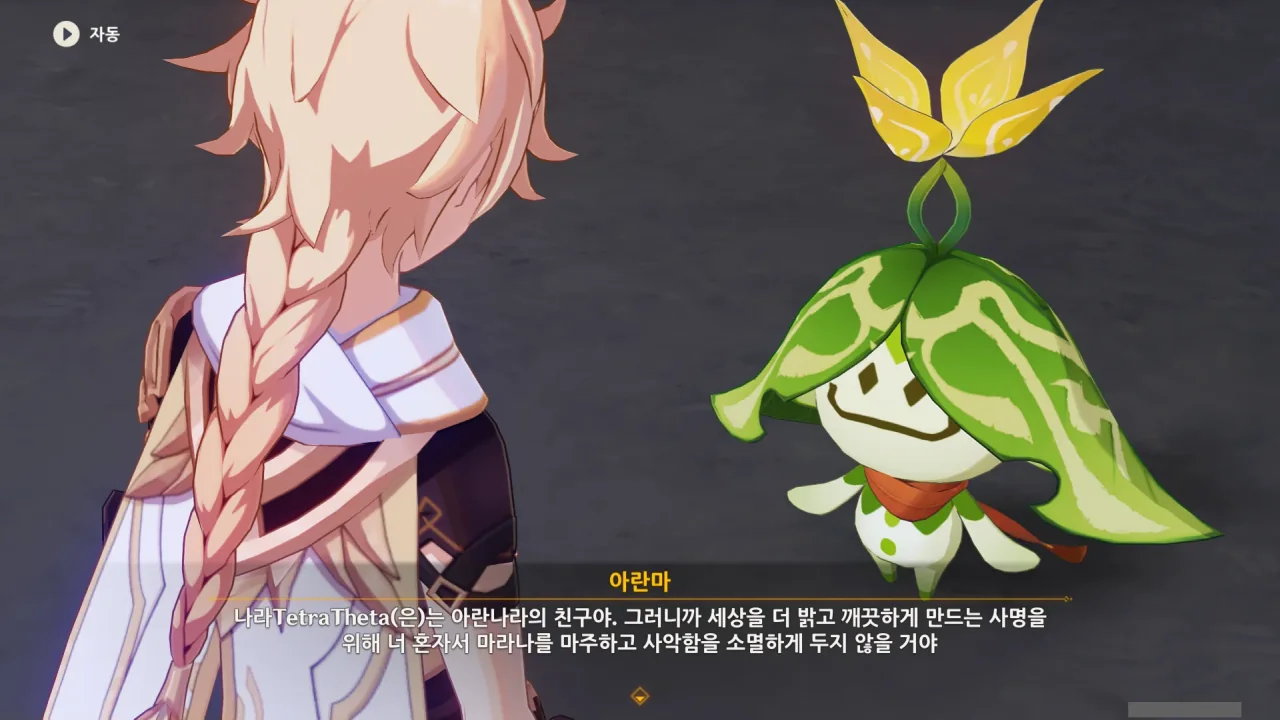 자동
아란마
나라TetraTheta(은)는 아란나라의 친구야. 그러니까 세상을 더 밝고 깨끗하게 만드는 사명을
위해 너 혼자서 마라나를 마주하고 사악함을 소멸하게 두지 않을 거야